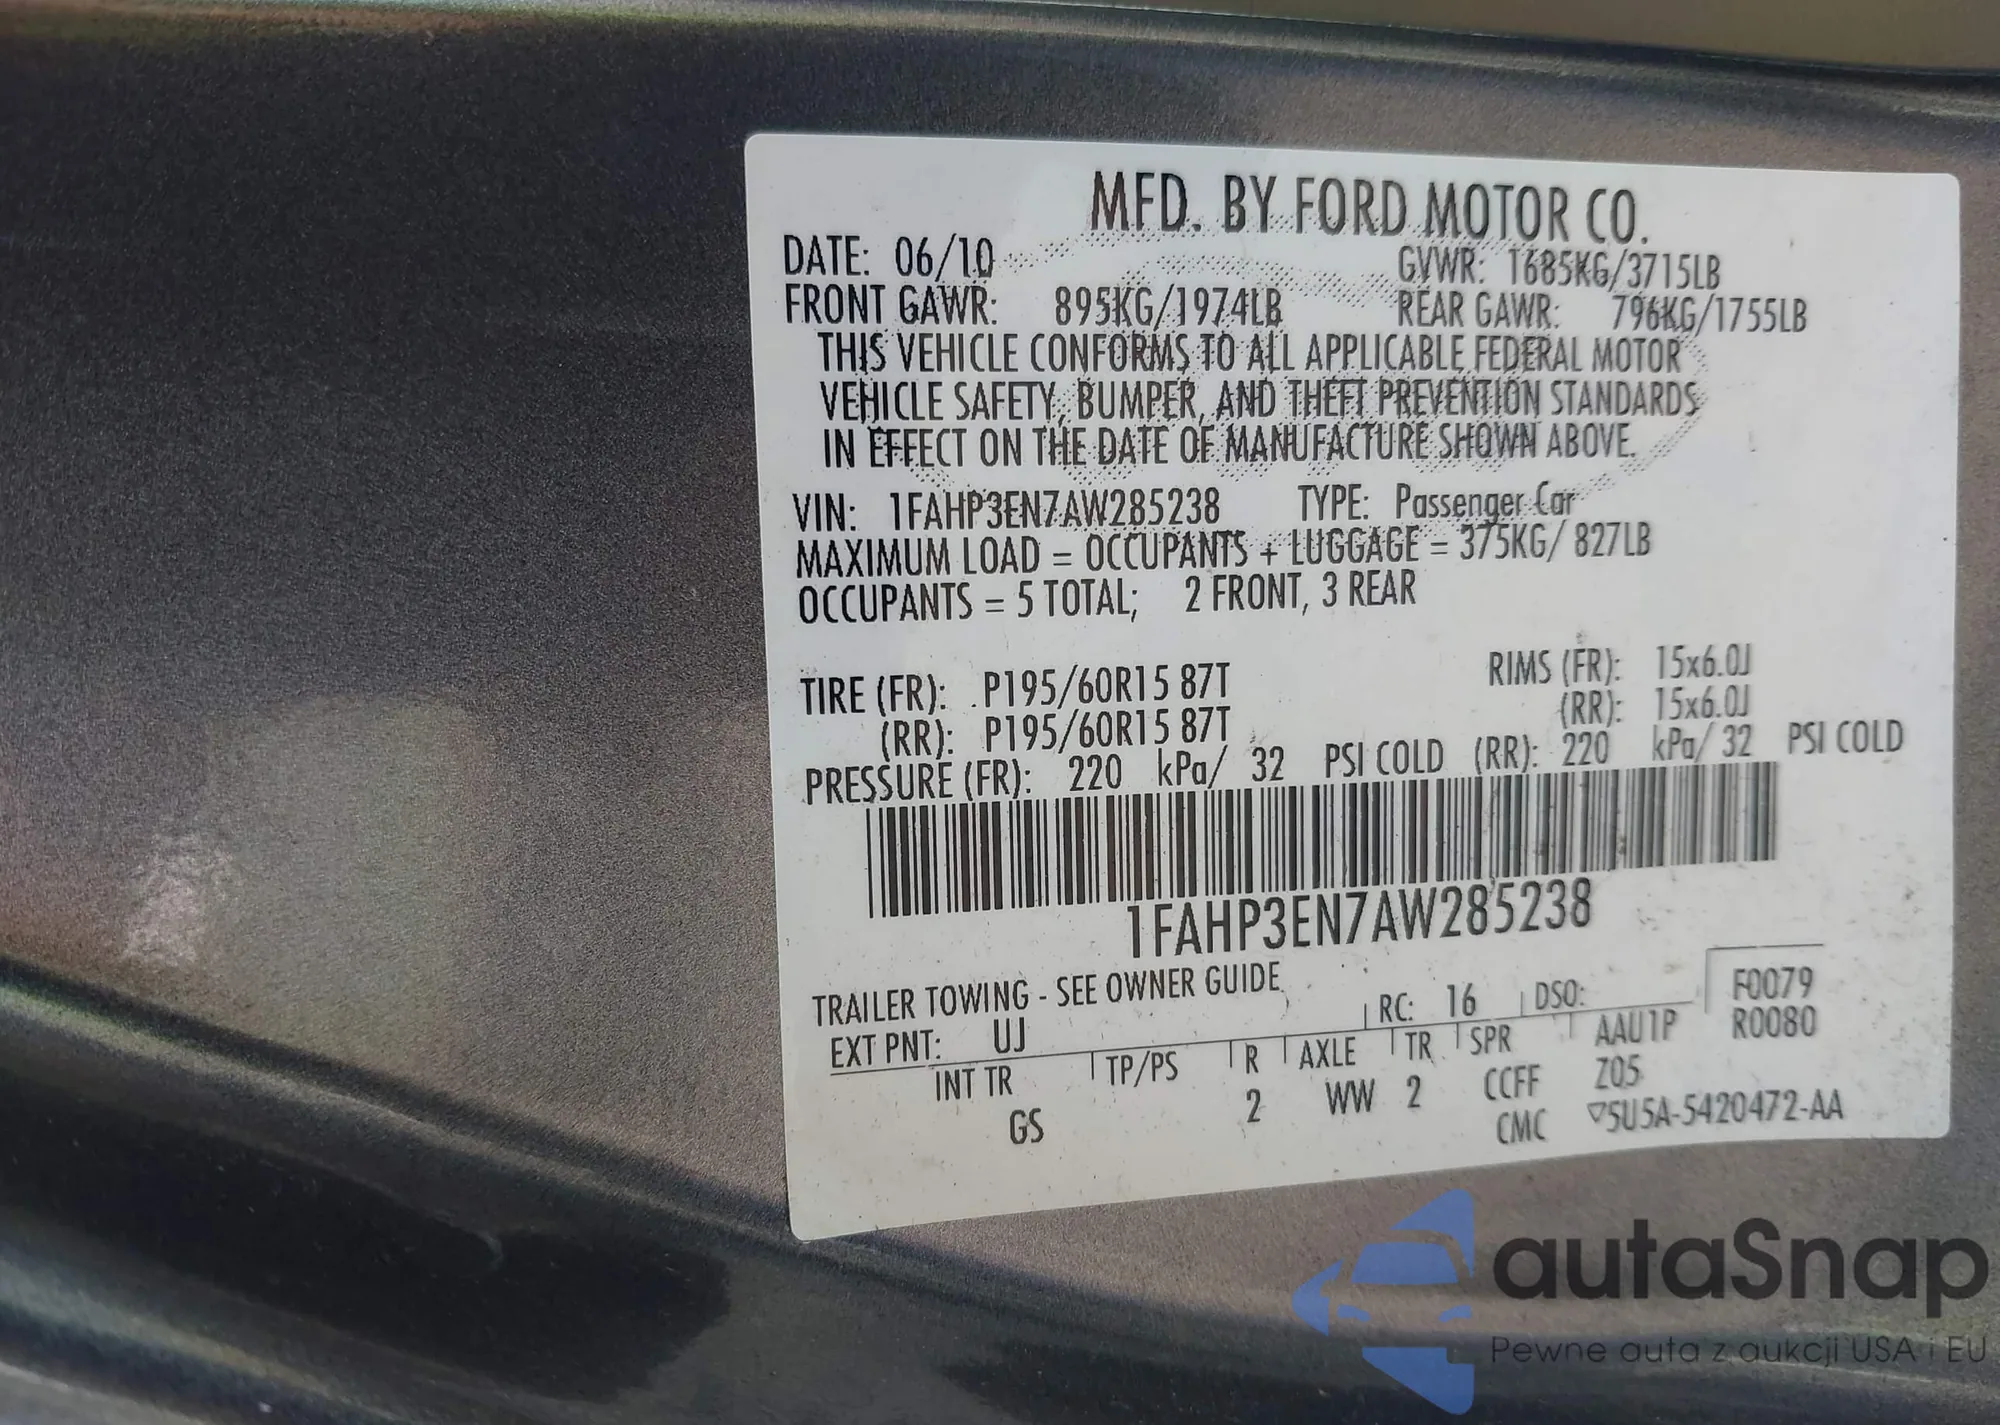 MFD. BY FORD MOTOR CO.
DATE: 06/10 GVWR: 1685KG/3715LB
FRONT GAWR: 895KG/1974LB REAR GAWR: 796KG/1755LB
THIS VEHICLE CONFORMS TO ALL APPLICABLE FEDERAL MOTOR
VEHICLE SAFETY, BUMPER, AND THEFT PREVENTION STANDARDS
IN EFFECT ON THE DATE OF MANUFACTURE SHOWN ABOVE.
VIN: 1FAHP3EN7AW285238 TYPE: Passenger Car
MAXIMUM LOAD = OCCUPANTS + LUGGAGE = 375KG/ 827LB
OCCUPANTS = 5 TOTAL; 2 FRONT, 3 REAR
TIRE (FR): P195/60R15 87T RIMS (FR): 15x6.0J
(RR): P195/60R15 87T (RR): 15x6.0J
PRESSURE (FR): 220 kPa/ 32 PSI COLD (RR): 220 kPa/ 32 PSI COLD
1FAHP3EN7AW285238
TRAILER TOWING - SEE OWNER GUIDE
EXT PNT: UJ RC: 16 DSO: F0079
INT TR TP/PS R AXLE TR SPR AAU1P R0080
GS 2 WW 2 CCFF Z05
CMC 5U5A-5420472-AA
autaSnap
Pewne auta z aukcji USA i EU